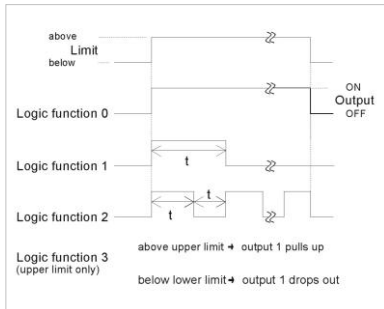 above
Limit
below
ON
Output
OFF
Logic function 0
Logic function 1
t
Logic function 2
t
t
Logic function 3
(upper limit only)
above upper limit → output 1 pulls up
below lower limit → output 1 drops out